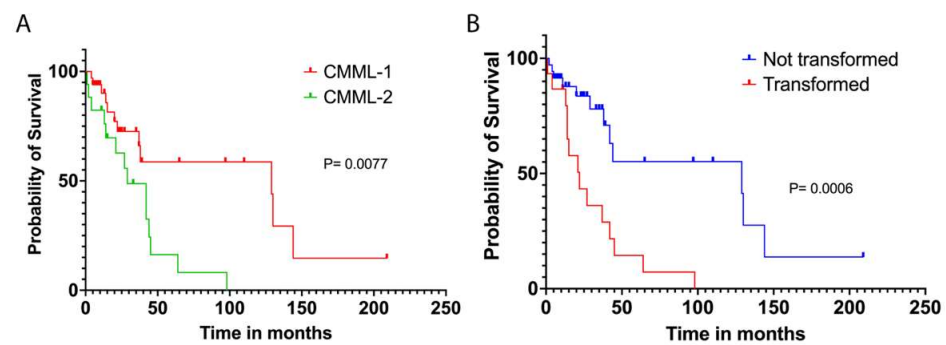 A
CMML-1
CMML-2
P= 0.0077
Probability of Survival
100
50
0
0 50 100 150 200 250
Time in months
B
Not transformed
Transformed
P= 0.0006
Probability of Survival
100
50
0
0 50 100 150 200 250
Time in months